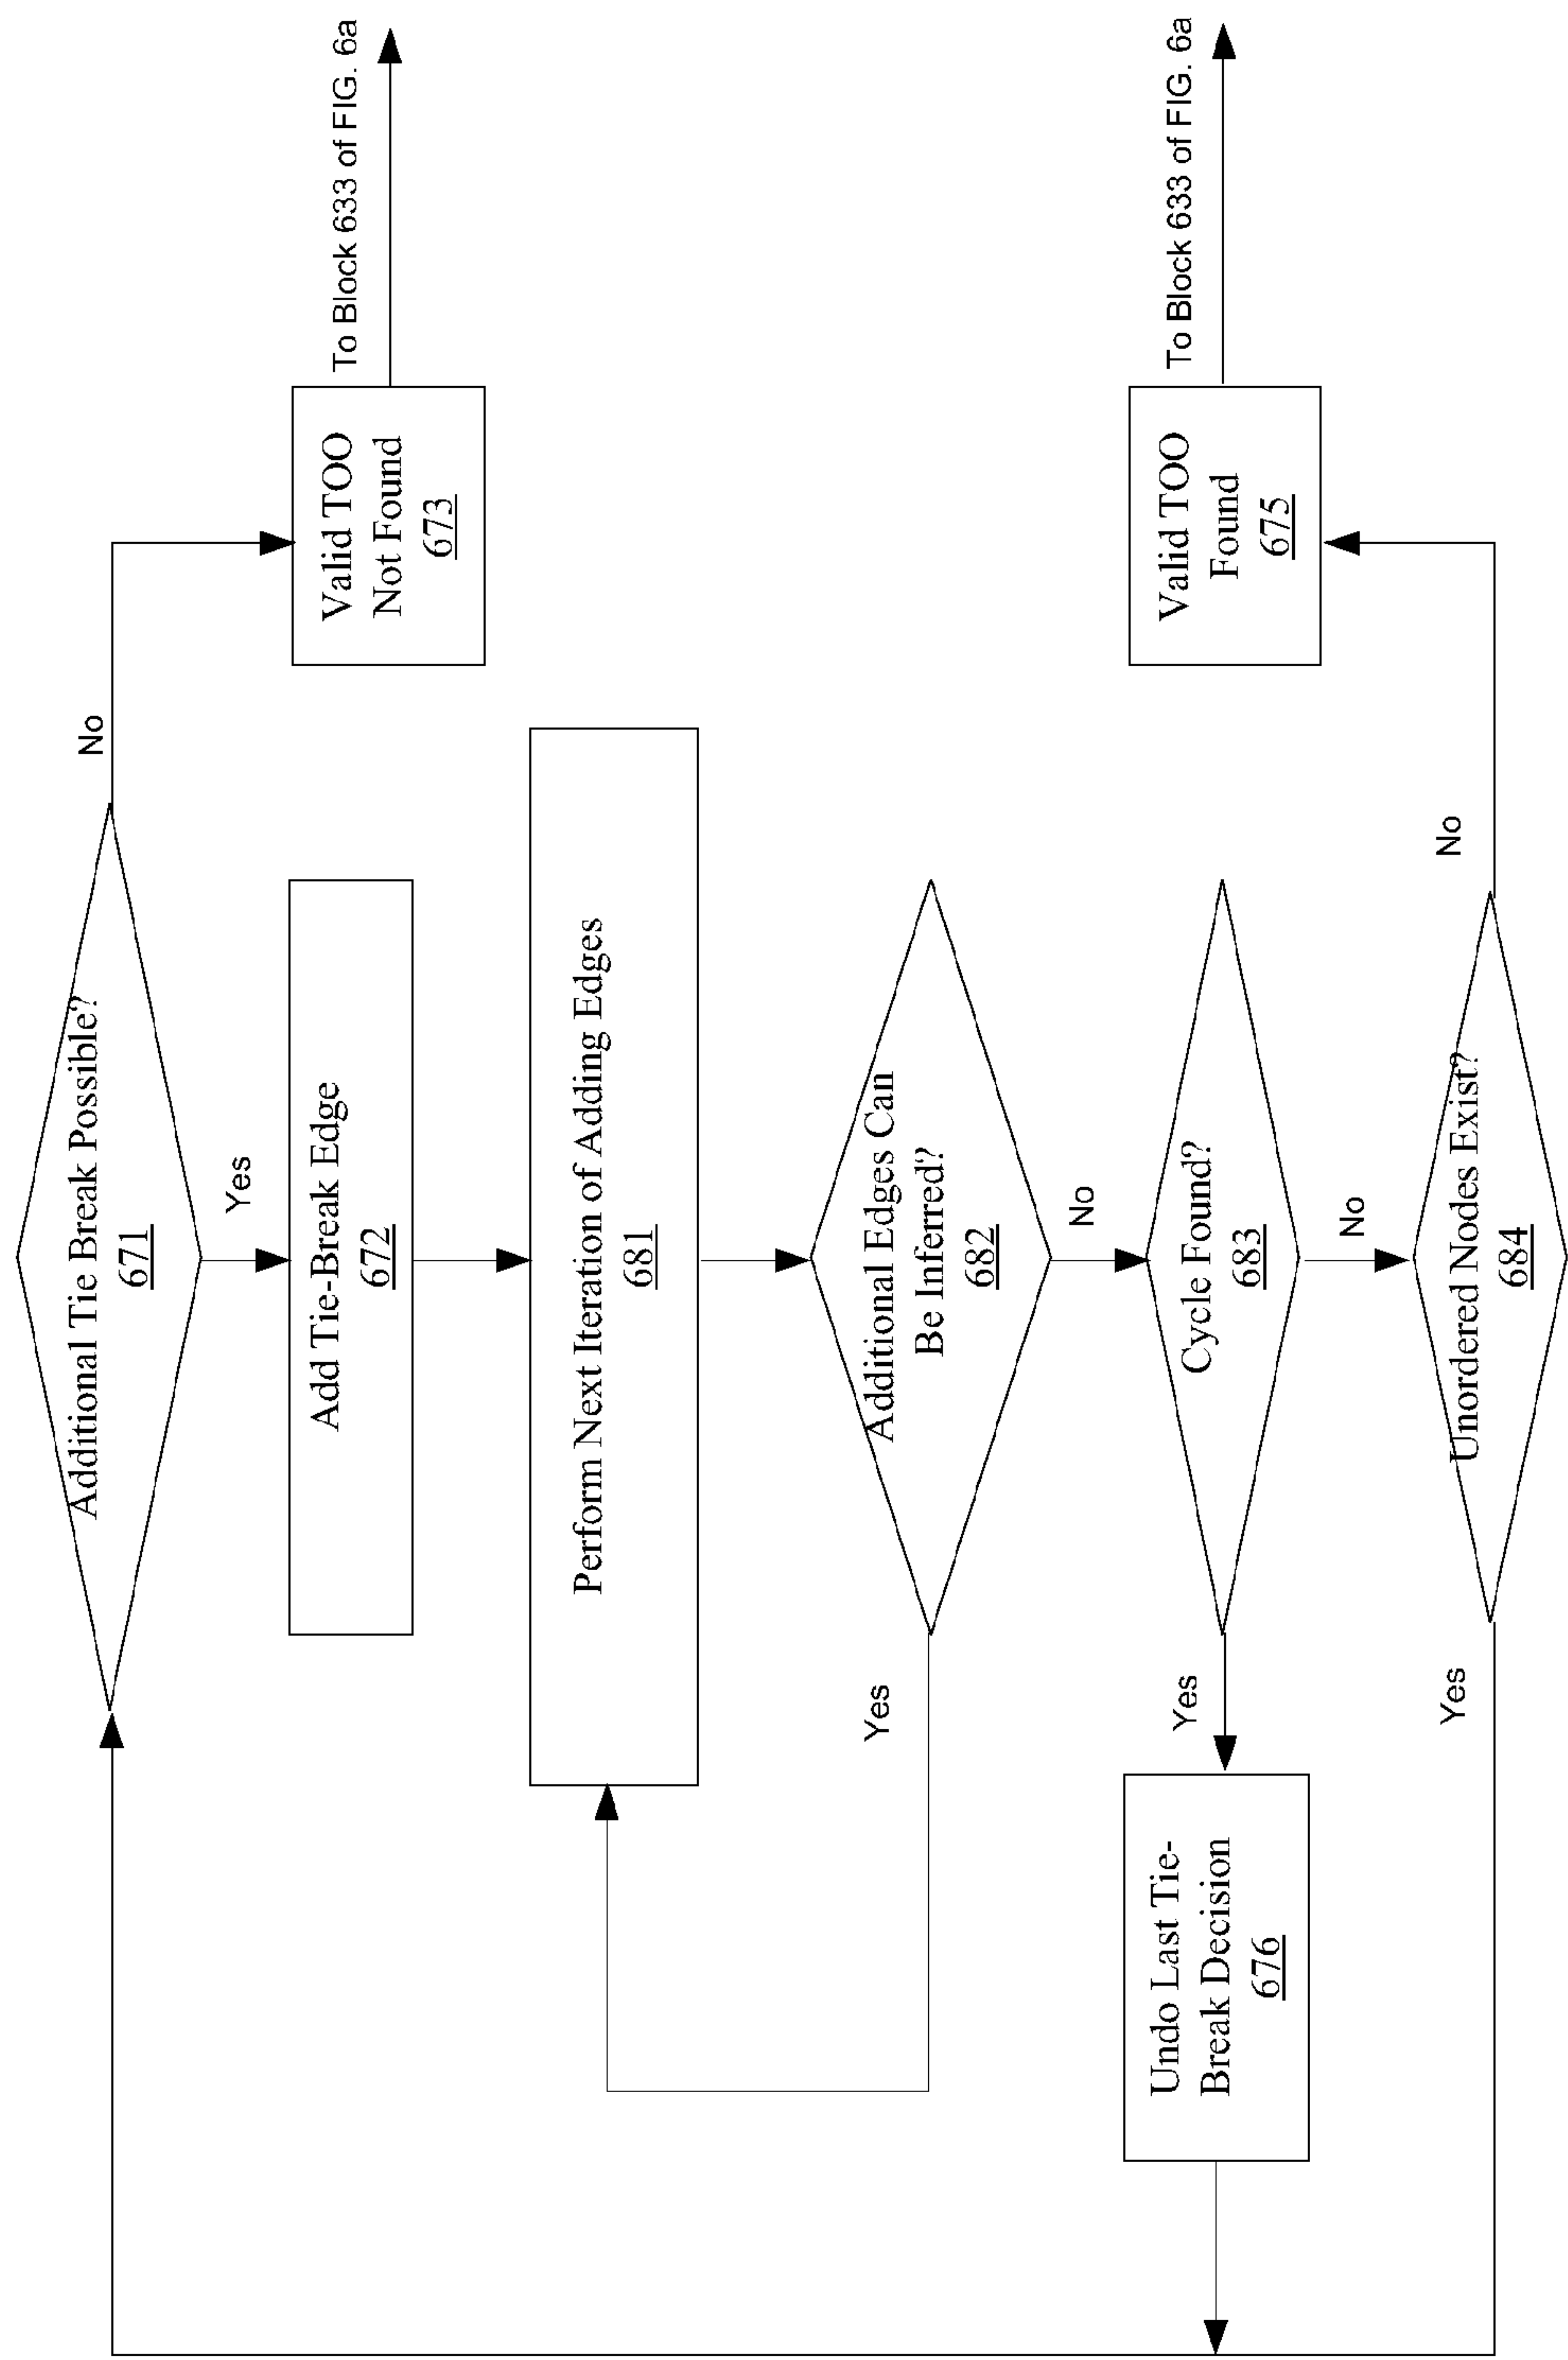 Additional Tie Break Possible?
671
No
Yes
Add Tie-Break Edge
672
Valid TOO
Not Found
673
To Block 633 of FIG. 6a
Perform Next Iteration of Adding Edges
681
Additional Edges Can
Be Inferred?
682
Yes
No
Cycle Found?
683
Yes
No
Undo Last Tie-
Break Decision
676
Valid TOO
Found
675
To Block 633 of FIG. 6a
Unordered Nodes Exist?
684
Yes
No